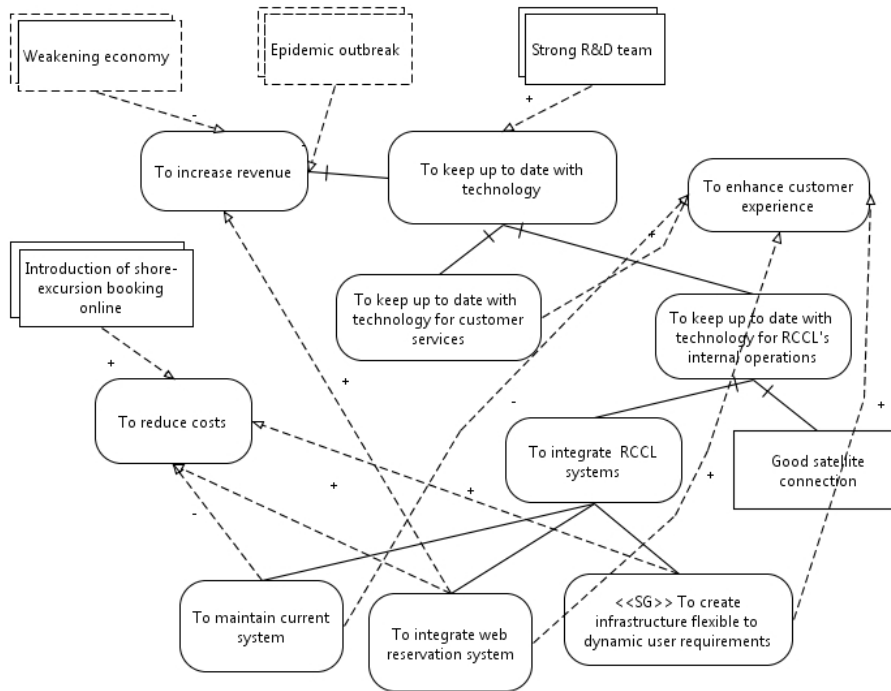 Weakening economy
Epidemic outbreak
Strong R&D team
-
+
-
To increase revenue
To keep up to date with
technology
To enhance customer
experience
+
Introduction of shore-
excursion booking
online
To keep up to date with
technology for customer
services
To keep up to date with
technology for RCCL's
internal operations
+
+
-
+
To reduce costs
To integrate RCCL
systems
Good satellite
connection
+
+
+
-
To maintain current
system
To integrate web
reservation system
<<SG>> To create
infrastructure flexible to
dynamic user requirements